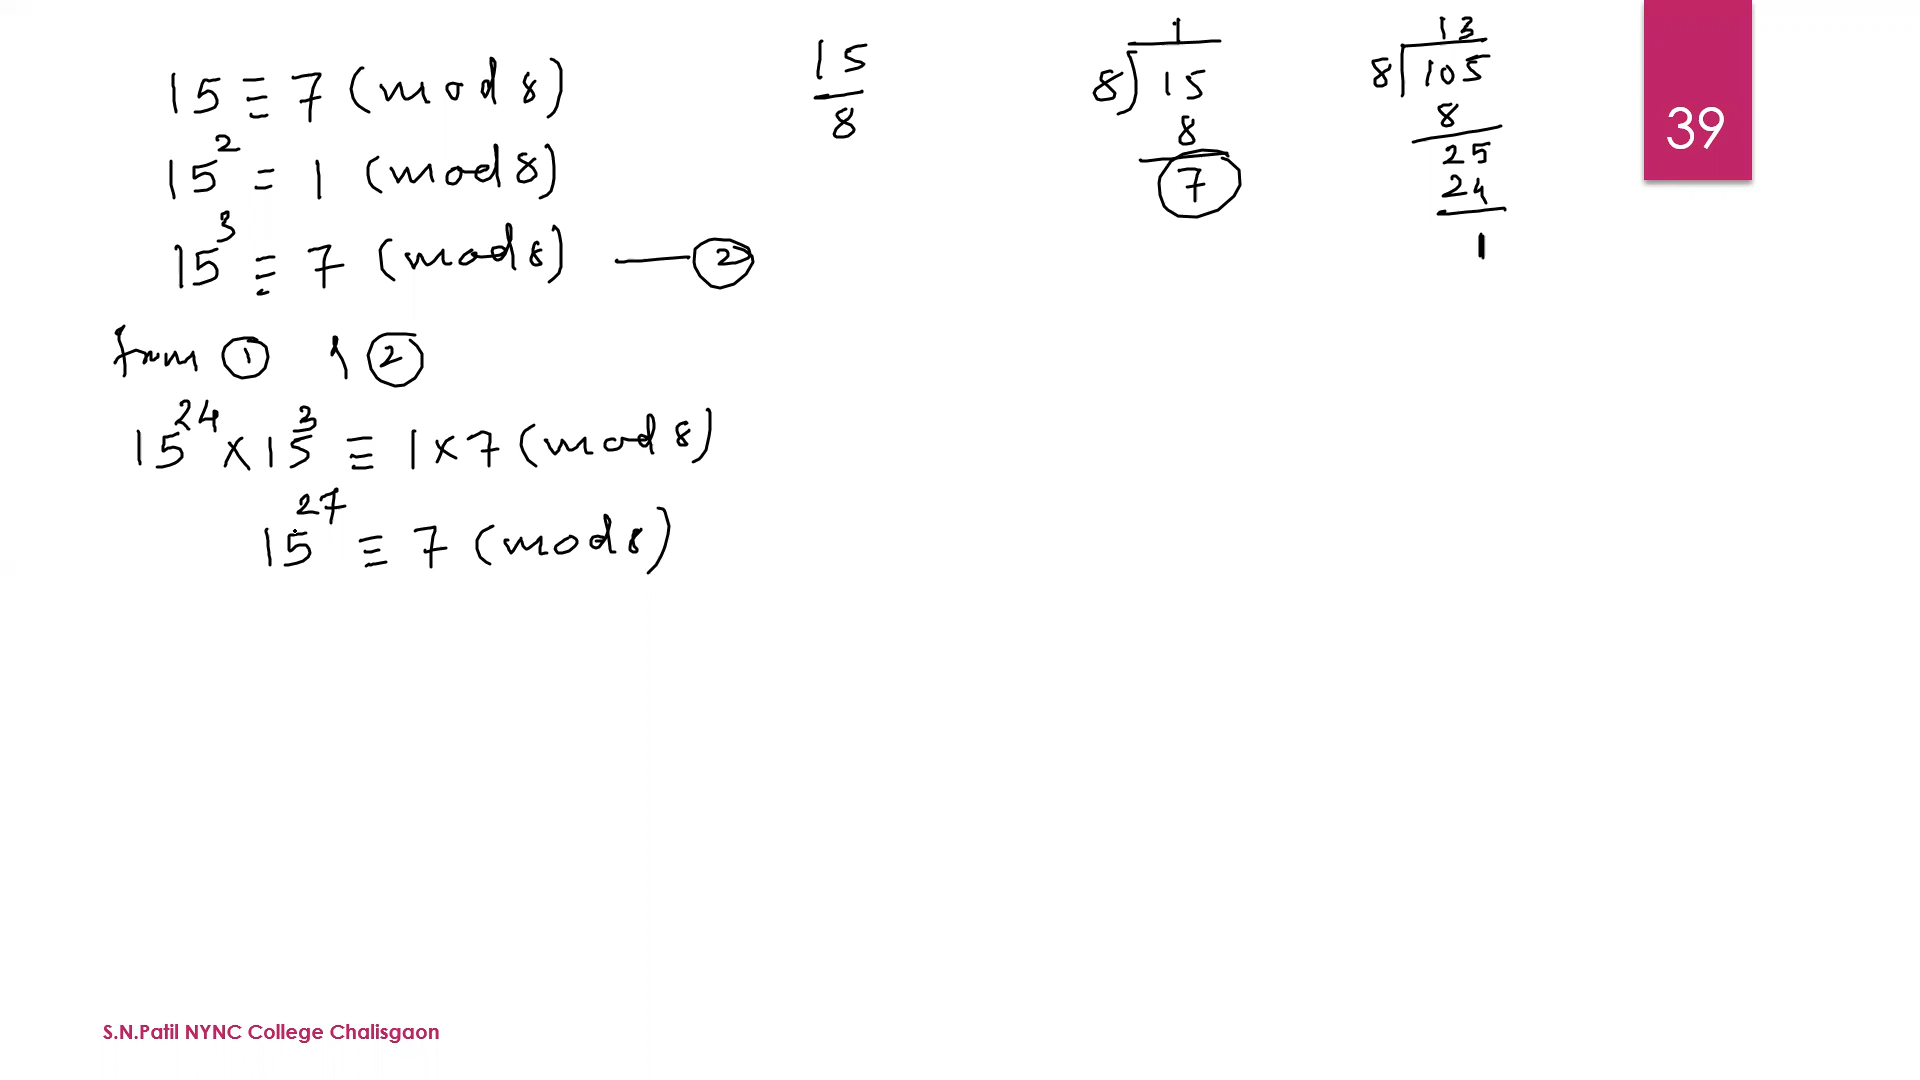 15 ≡ 7 (mod 8)
15² = 1 (mod 8)
15³ ≡ 7 (mod 8) — ②
from ① & ②
15²⁴ × 15³ ≡ 1 × 7 (mod 8)
15²⁷ ≡ 7 (mod 8)
15
8
1
8) 15
8
7
13
8 105
8
25
24
1
39
S.N.Patil NYNC College Chalisgaon